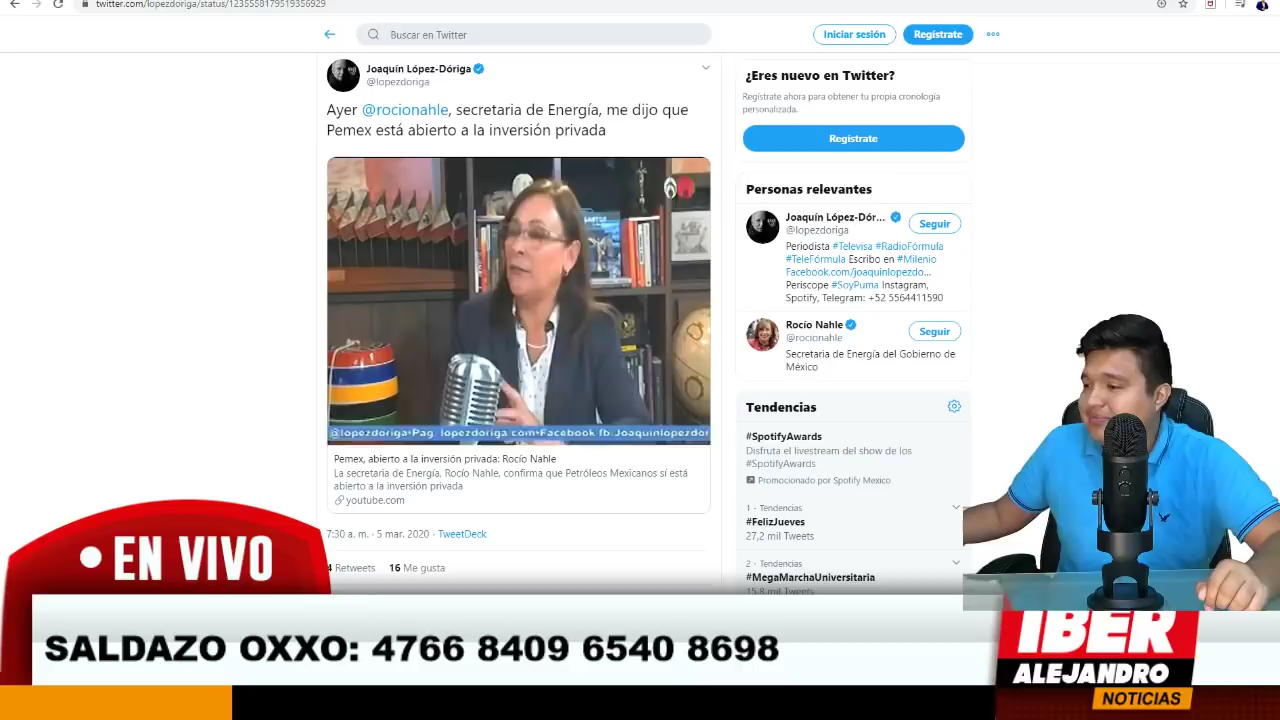 twitter.com/lopezdoriga/status/1235558179519356929
Buscar en Twitter
Iniciar sesión
Regístrate
Joaquín López-Dóriga
@lopezdoriga
Ayer @rocionahle, secretaria de Energía, me dijo que
Pemex está abierto a la inversión privada
@lopezdoriga•Pag. lopezdoriga.com•Facebook fb:Joaquinlopezdor
Pemex, abierto a la inversión privada: Rocío Nahle
La secretaria de Energía, Rocío Nahle, confirma que Petróleos Mexicanos sí está
abierto a la inversión privada
youtube.com
7:30 a. m. · 5 mar. 2020 · TweetDeck
4 Retweets 16 Me gusta
¿Eres nuevo en Twitter?
Regístrate ahora para obtener tu propia cronología
personalizada.
Regístrate
Personas relevantes
Joaquín López-Dór...
@lopezdoriga
Seguir
Periodista #Televisa #RadioFórmula
#TeleFórmula Escribo en #Milenio
Facebook.com/joaquinlopezdo...
Periscope #SoyPuma Instagram,
Spotify, Telegram: +52 5564411590
Rocío Nahle
@rocionahle
Seguir
Secretaria de Energía del Gobierno de
México
Tendencias
#SpotifyAwards
Disfruta el livestream del show de los
#SpotifyAwards
Promocionado por Spotify Mexico
1 · Tendencias
#FelizJueves
27,2 mil Tweets
2 · Tendencias
#MegaMarchaUniversitaria
15,8 mil Tweets
EN VIVO
SALDAZO OXXO: 4766 8409 6540 8698
IBER
ALEJANDRO
NOTICIAS